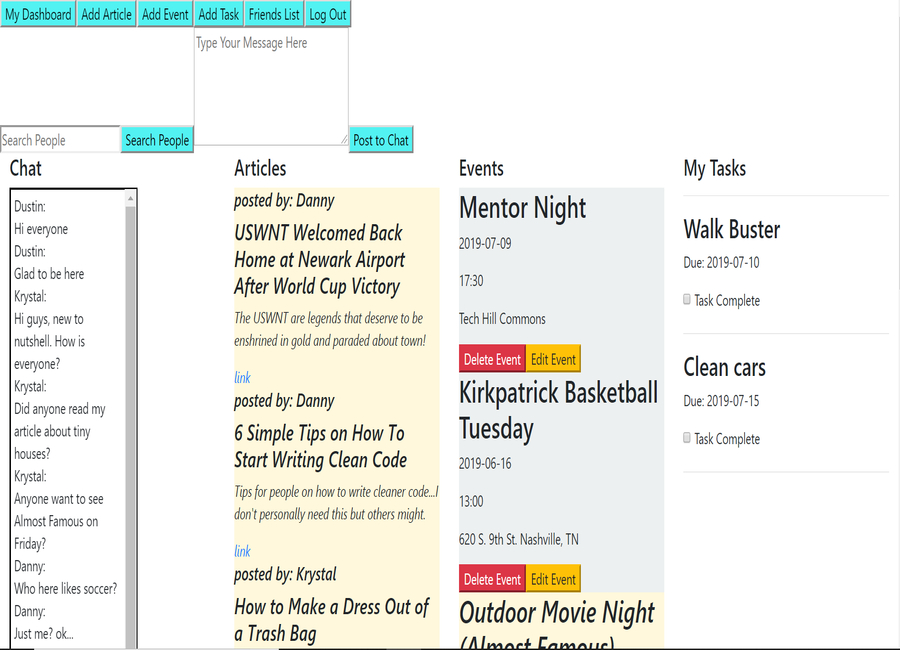 My Dashboard Add Article Add Event Add Task Friends List Log Out
Type Your Message Here
Search People Search People Post to Chat
Chat
Dustin:
Hi everyone
Dustin:
Glad to be here
Krystal:
Hi guys, new to
nutshell. How is
everyone?
Krystal:
Did anyone read my
article about tiny
houses?
Krystal:
Anyone want to see
Almost Famous on
Friday?
Danny:
Who here likes soccer?
Danny:
Just me? ok...
Articles
posted by: Danny
USWNT Welcomed Back
Home at Newark Airport
After World Cup Victory
The USWNT are legends that deserve to be
enshrined in gold and paraded about town!
link
posted by: Danny
6 Simple Tips on How To
Start Writing Clean Code
Tips for people on how to write cleaner code...I
don't personally need this but others might.
link
posted by: Krystal
How to Make a Dress Out of
a Trash Bag
Events
Mentor Night
2019-07-09
17:30
Tech Hill Commons
Delete Event Edit Event
Kirkpatrick Basketball
Tuesday
2019-06-16
13:00
620 S. 9th St. Nashville, TN
Delete Event Edit Event
Outdoor Movie Night
(Almost Famous)
My Tasks
Walk Buster
Due: 2019-07-10
Task Complete
Clean cars
Due: 2019-07-15
Task Complete